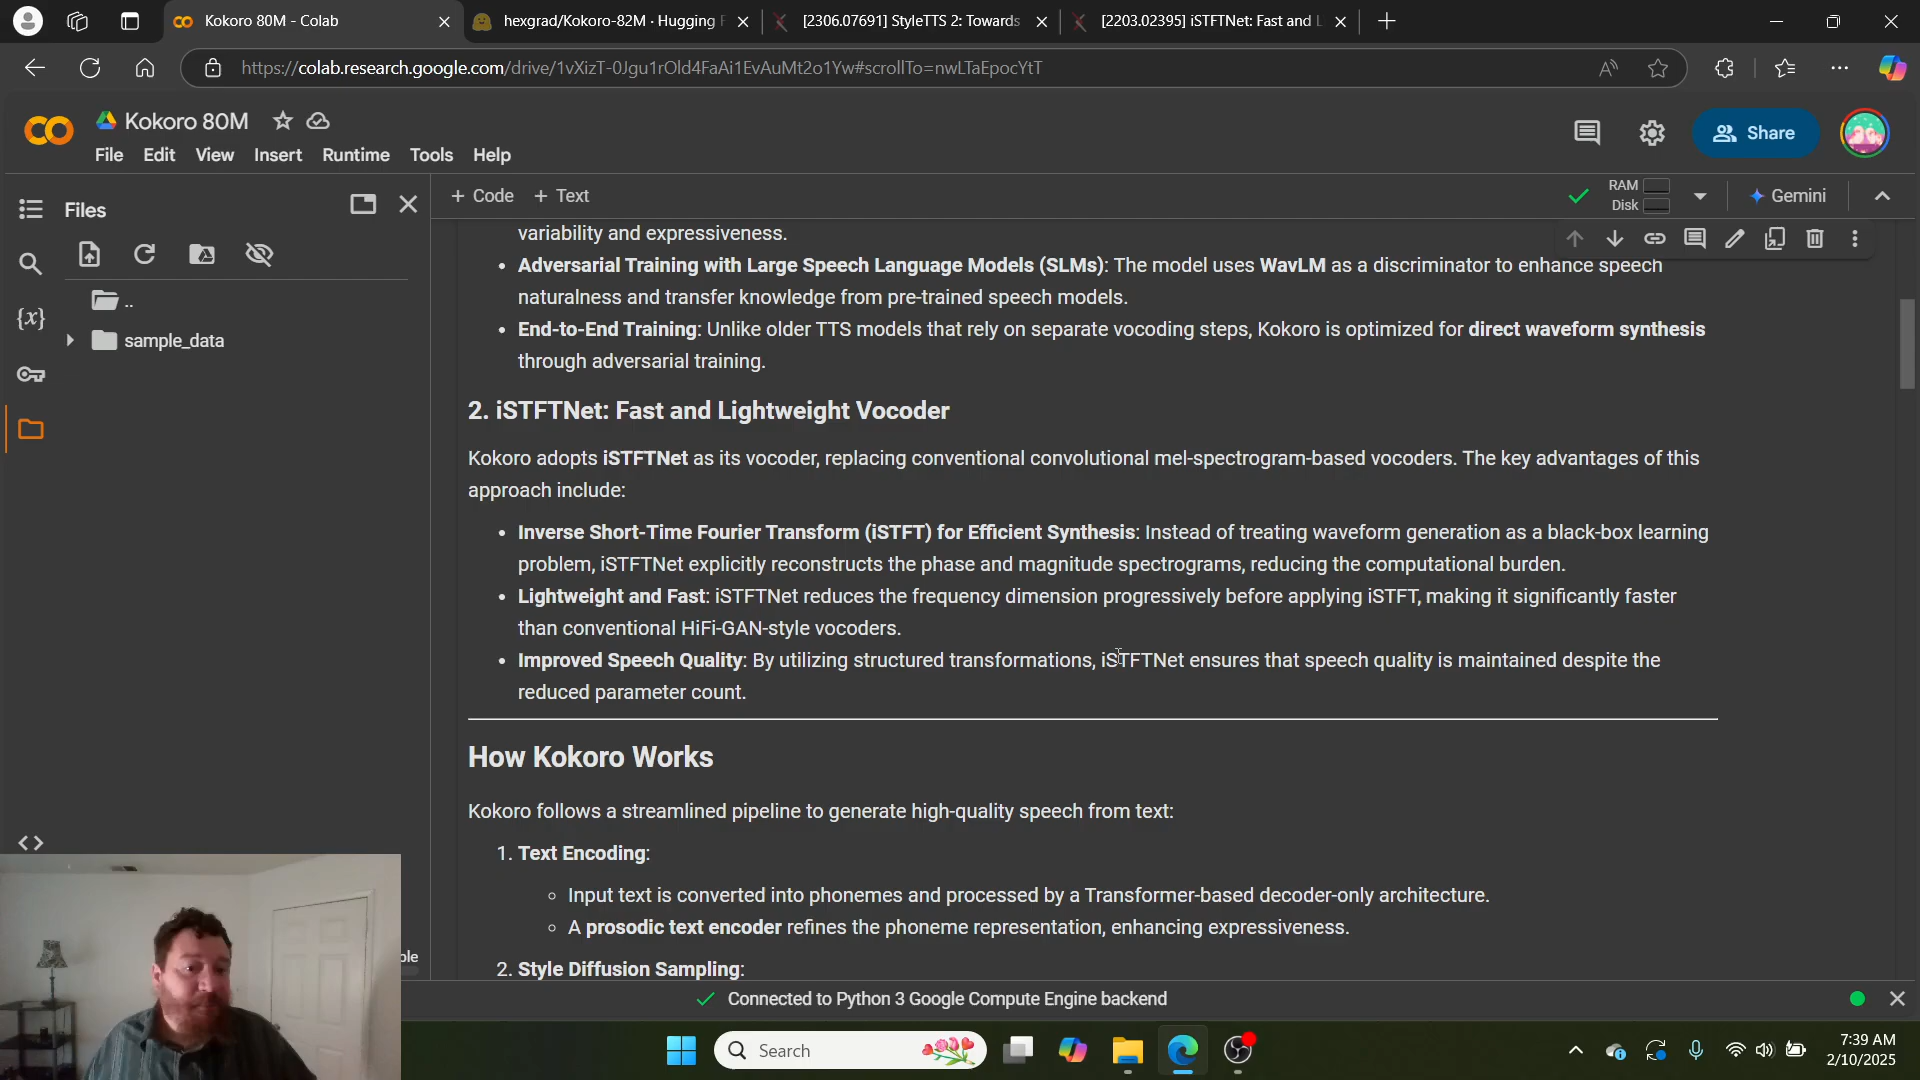 Kokoro 80M - Colab
hexgrad/Kokoro-82M · Hugging F
[2306.07691] StyleTTS 2: Towards
[2203.02395] iSTFTNet: Fast and L
https://colab.research.google.com/drive/1vXizT-0Jgu1rOld4FaAi1EvAuMt2o1Yw#scrollTo=nwLTaEpocYtT
Kokoro 80M
Share
File Edit View Insert Runtime Tools Help
Files
+ Code + Text
RAM
Disk
Gemini
..
sample_data
variability and expressiveness.
• Adversarial Training with Large Speech Language Models (SLMs): The model uses WavLM as a discriminator to enhance speech
naturalness and transfer knowledge from pre-trained speech models.
• End-to-End Training: Unlike older TTS models that rely on separate vocoding steps, Kokoro is optimized for direct waveform synthesis
through adversarial training.
2. iSTFTNet: Fast and Lightweight Vocoder
Kokoro adopts iSTFTNet as its vocoder, replacing conventional convolutional mel-spectrogram-based vocoders. The key advantages of this
approach include:
• Inverse Short-Time Fourier Transform (iSTFT) for Efficient Synthesis: Instead of treating waveform generation as a black-box learning
problem, iSTFTNet explicitly reconstructs the phase and magnitude spectrograms, reducing the computational burden.
• Lightweight and Fast: iSTFTNet reduces the frequency dimension progressively before applying iSTFT, making it significantly faster
than conventional HiFi-GAN-style vocoders.
• Improved Speech Quality: By utilizing structured transformations, iSTFTNet ensures that speech quality is maintained despite the
reduced parameter count.
How Kokoro Works
Kokoro follows a streamlined pipeline to generate high-quality speech from text:
1. Text Encoding:
◦ Input text is converted into phonemes and processed by a Transformer-based decoder-only architecture.
◦ A prosodic text encoder refines the phoneme representation, enhancing expressiveness.
2. Style Diffusion Sampling:
ble
Connected to Python 3 Google Compute Engine backend
Search
7:39 AM
2/10/2025